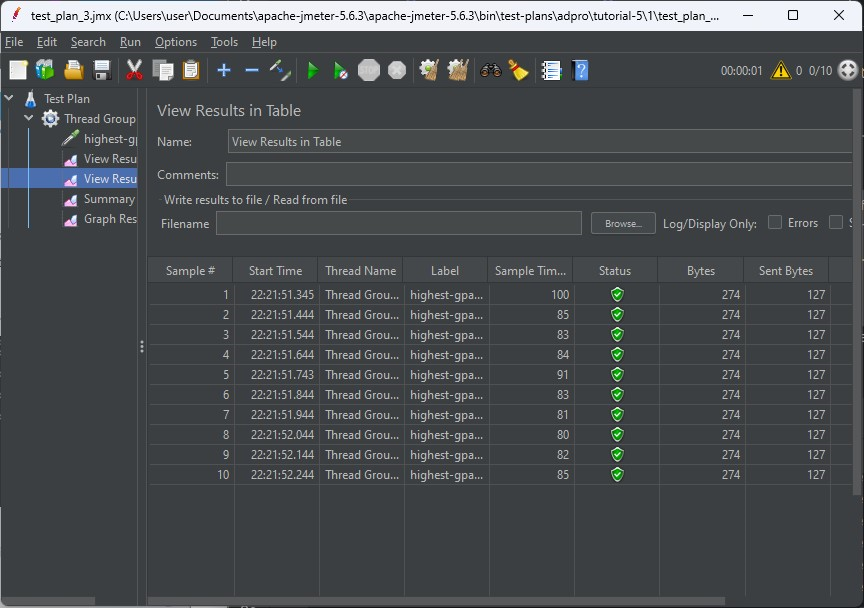 test_plan_3.jmx (C:\Users\user\Documents\apache-jmeter-5.6.3\apache-jmeter-5.6.3\bin\test-plans\adpro\tutorial-5\1\test_plan_...
File Edit Search Run Options Tools Help
00:00:01 0 0/10
Test Plan
Thread Group
highest-g
View Resu
View Resu
Summary
Graph Res
View Results in Table
Name: View Results in Table
Comments:
Write results to file / Read from file
Filename Browse... Log/Display Only: Errors S
Sample # Start Time Thread Name Label Sample Tim... Status Bytes Sent Bytes
1 22:21:51.345 Thread Grou... highest-gpa... 100 274 127
2 22:21:51.444 Thread Grou... highest-gpa... 85 274 127
3 22:21:51.544 Thread Grou... highest-gpa... 83 274 127
4 22:21:51.644 Thread Grou... highest-gpa... 84 274 127
5 22:21:51.743 Thread Grou... highest-gpa... 91 274 127
6 22:21:51.844 Thread Grou... highest-gpa... 83 274 127
7 22:21:51.944 Thread Grou... highest-gpa... 81 274 127
8 22:21:52.044 Thread Grou... highest-gpa... 80 274 127
9 22:21:52.144 Thread Grou... highest-gpa... 82 274 127
10 22:21:52.244 Thread Grou... highest-gpa... 85 274 127